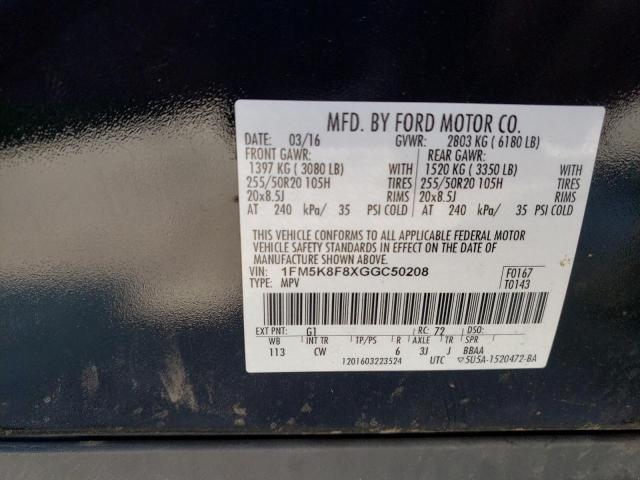 MFD. BY FORD MOTOR CO.
DATE: 03/16 GVWR: 2803 KG ( 6180 LB)
FRONT GAWR: REAR GAWR:
1397 KG ( 3080 LB) WITH 1520 KG ( 3350 LB) WITH
255/50R20 105H TIRES 255/50R20 105H TIRES
20x8.5J RIMS 20x8.5J RIMS
AT 240 kPa/ 35 PSI COLD AT 240 kPa/ 35 PSI COLD
THIS VEHICLE CONFORMS TO ALL APPLICABLE FEDERAL MOTOR
VEHICLE SAFETY STANDARDS IN EFFECT ON THE DATE OF
MANUFACTURE SHOWN ABOVE.
VIN: 1FM5K8F8XGGC50208 F0167
TYPE: MPV T0143
EXT PNT: G1 RC: 72 DSO:
WB INT TR TP/PS R AXLE TR SPR
113 CW 6 3J J BBAA
1201603223524 UTC ▽5U5A-1520472-BA